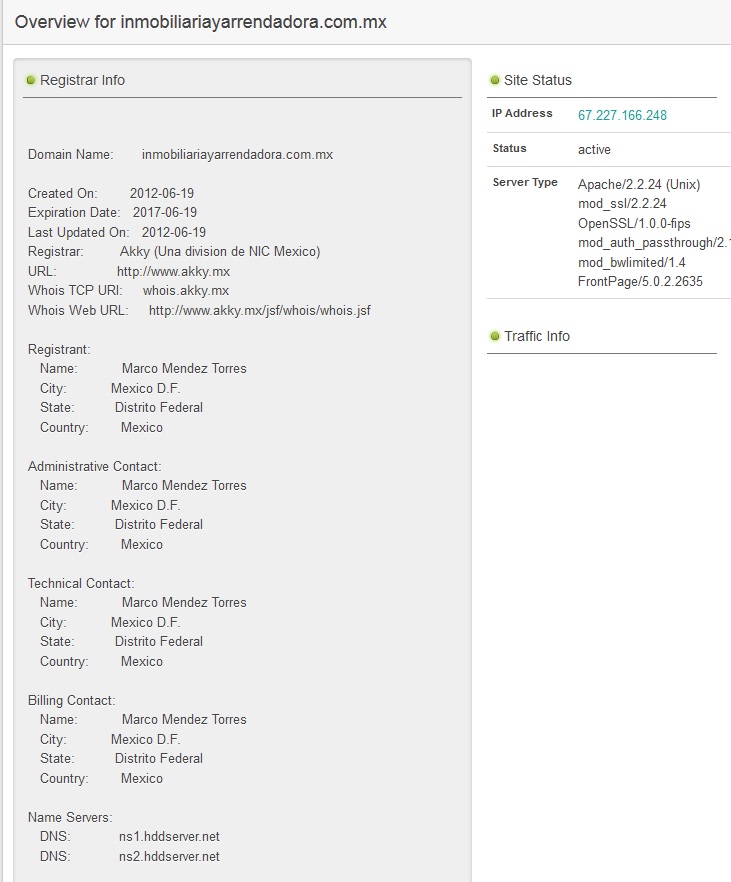 Overview for inmobiliariayarrendadora.com.mx
Registrar Info
Domain Name: inmobiliariayarrendadora.com.mx
Created On: 2012-06-19
Expiration Date: 2017-06-19
Last Updated On: 2012-06-19
Registrar: Akky (Una division de NIC Mexico)
URL: http://www.akky.mx
Whois TCP URI: whois.akky.mx
Whois Web URL: http://www.akky.mx/jsf/whois/whois.jsf
Registrant:
Name: Marco Mendez Torres
City: Mexico D.F.
State: Distrito Federal
Country: Mexico
Administrative Contact:
Name: Marco Mendez Torres
City: Mexico D.F.
State: Distrito Federal
Country: Mexico
Technical Contact:
Name: Marco Mendez Torres
City: Mexico D.F.
State: Distrito Federal
Country: Mexico
Billing Contact:
Name: Marco Mendez Torres
City: Mexico D.F.
State: Distrito Federal
Country: Mexico
Name Servers:
DNS: ns1.hddserver.net
DNS: ns2.hddserver.net
Site Status
IP Address 67.227.166.248
Status active
Server Type Apache/2.2.24 (Unix)
mod_ssl/2.2.24
OpenSSL/1.0.0-fips
mod_auth_passthrough/2.
mod_bwlimited/1.4
FrontPage/5.0.2.2635
Traffic Info